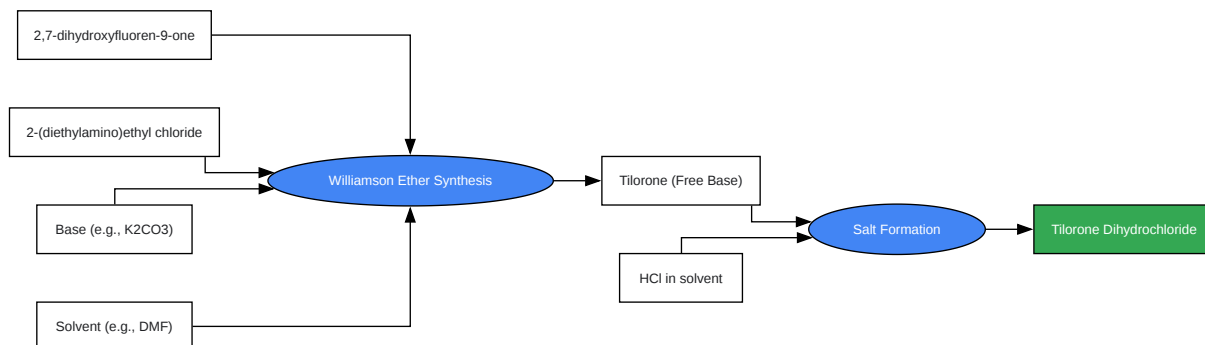 2,7-dihydroxyfluoren-9-one
2-(diethylamino)ethyl chloride
Base (e.g., K2CO3)
Solvent (e.g., DMF)
Williamson Ether Synthesis
Tilorone (Free Base)
HCl in solvent
Salt Formation
Tilorone Dihydrochloride